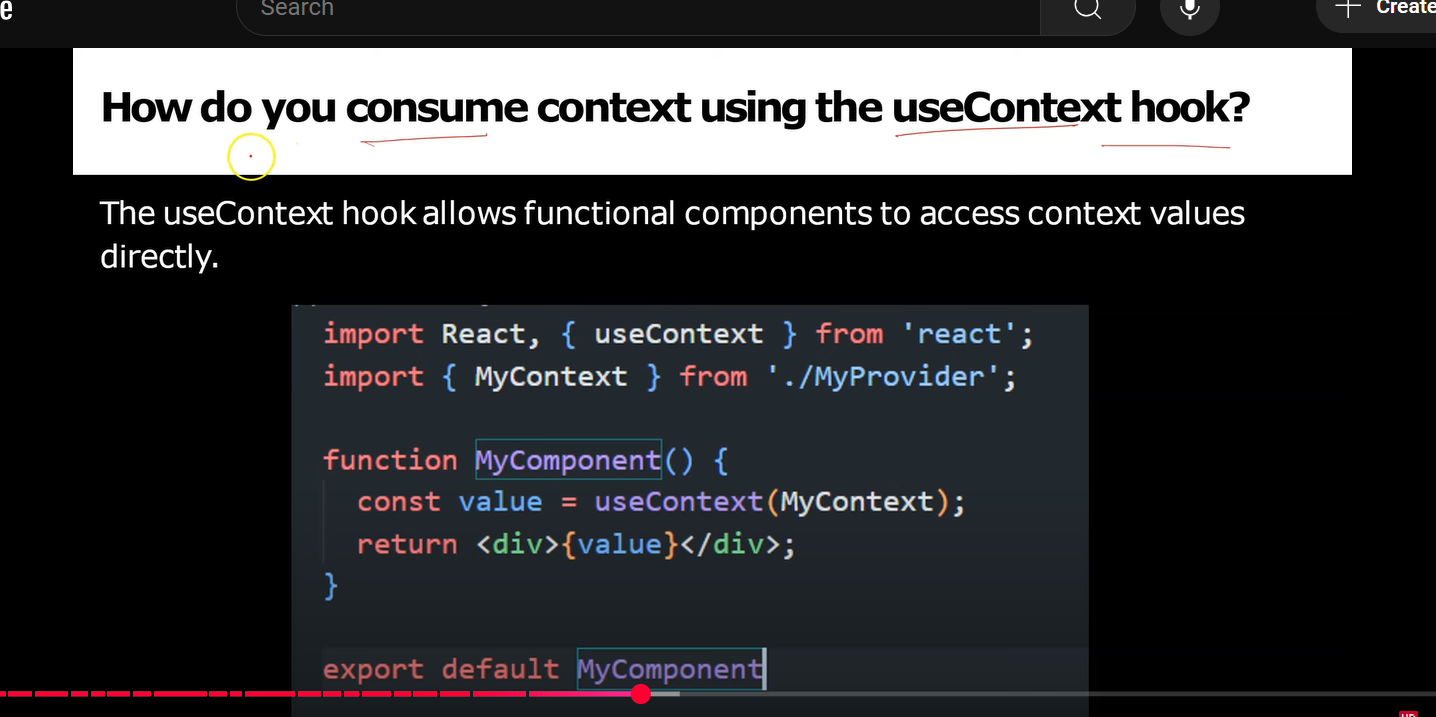 e
Search
Create
How do you consume context using the useContext hook?
The useContext hook allows functional components to access context values
directly.
import React, { useContext } from 'react';
import { MyContext } from './MyProvider';
function MyComponent() {
const value = useContext(MyContext);
return <div>{value}</div>;
}
export default MyComponent